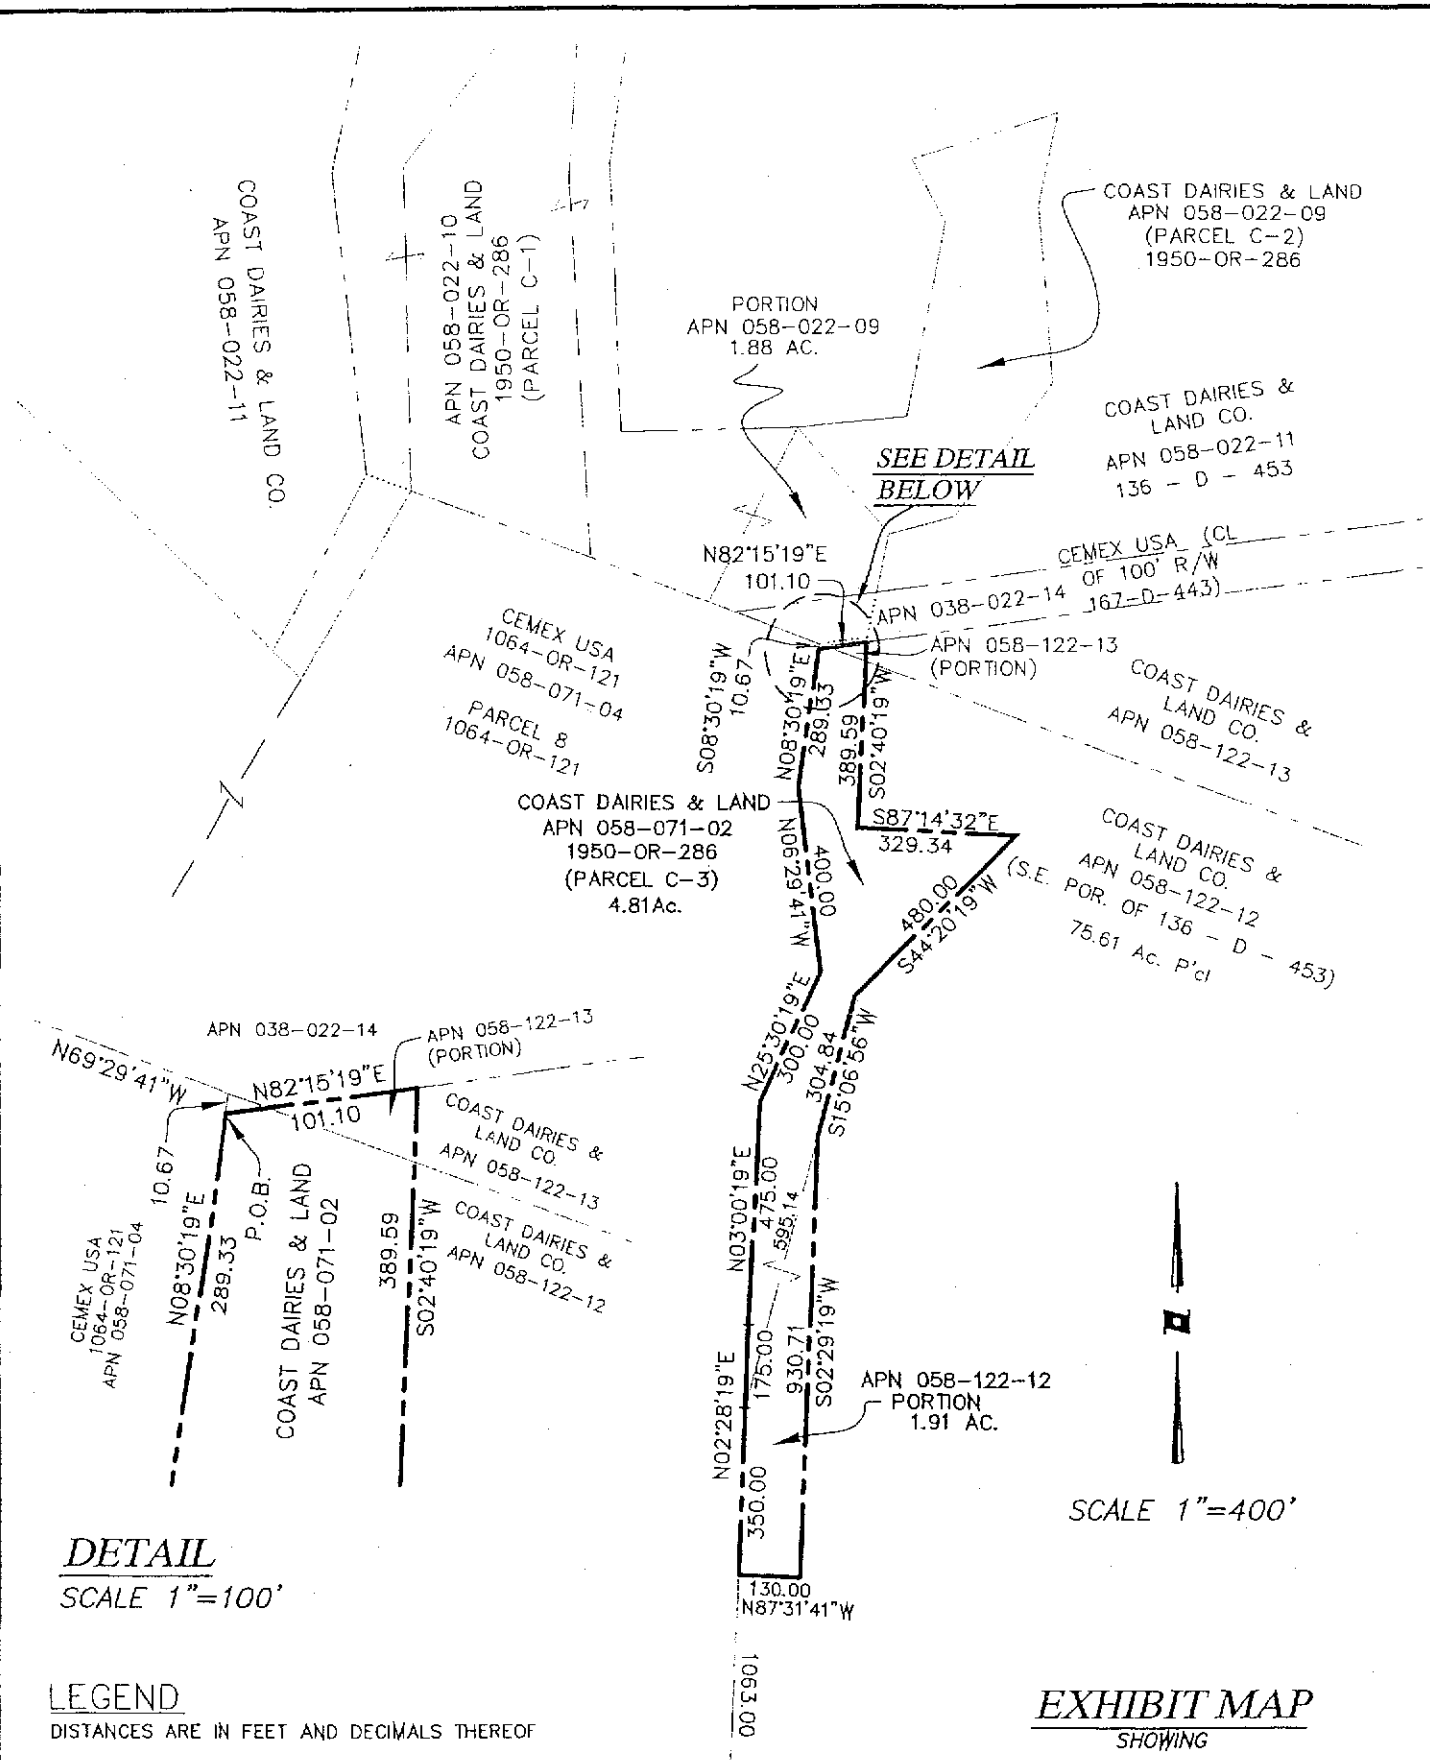 COAST DAIRIES & LAND CO.
APN 058-022-11
APN 058-022-10
COAST DAIRIES & LAND
1950-OR-286
(PARCEL C-1)
COAST DAIRIES & LAND
APN 058-022-09
(PARCEL C-2)
1950-OR-286
PORTION
APN 058-022-09
1.88 AC.
COAST DAIRIES &
LAND CO.
APN 058-022-11
136 - D - 453
SEE DETAIL
BELOW
N82°15'19"E
101.10
CEMEX USA (CL
OF 100' R/W
167-D-443)
APN 038-022-14
APN 058-122-13
(PORTION)
CEMEX USA
1064-OR-121
APN 058-071-04
PARCEL 8
1064-OR-121
S08°30'19"W
10.67
N08°30'19"E
289.33
389.59
S02°40'19"W
COAST DAIRIES &
LAND CO.
APN 058-122-13
COAST DAIRIES & LAND
APN 058-071-02
1950-OR-286
(PARCEL C-3)
4.81Ac.
S87°14'32"E
329.34
N06°29'41"W
400.00
480.00
S44°20'19"W
COAST DAIRIES &
LAND CO.
APN 058-122-12
(S.E. POR. OF 136 - D - 453)
75.61 Ac. P'cl
N25°30'19"E
300.00
304.84
S15°06'56"W
APN 038-022-14
APN 058-122-13
(PORTION)
N69°29'41"W
N82°15'19"E
101.10
10.67
P.O.B.
COAST DAIRIES &
LAND CO.
APN 058-122-13
COAST DAIRIES &
LAND CO.
APN 058-122-12
CEMEX USA
1064-OR-121
APN 058-071-04
N08°30'19"E
289.33
COAST DAIRIES & LAND
APN 058-071-02
389.59
S02°40'19"W
N03°00'19"E
475.00
595.14
175.00
N02°28'19"E
350.00
930.71
S02°29'19"W
APN 058-122-12
PORTION
1.91 AC.
130.00
N87°31'41"W
1063.00
SCALE 1"=400'
DETAIL
SCALE 1"=100'
LEGEND
DISTANCES ARE IN FEET AND DECIMALS THEREOF
EXHIBIT MAP
SHOWING